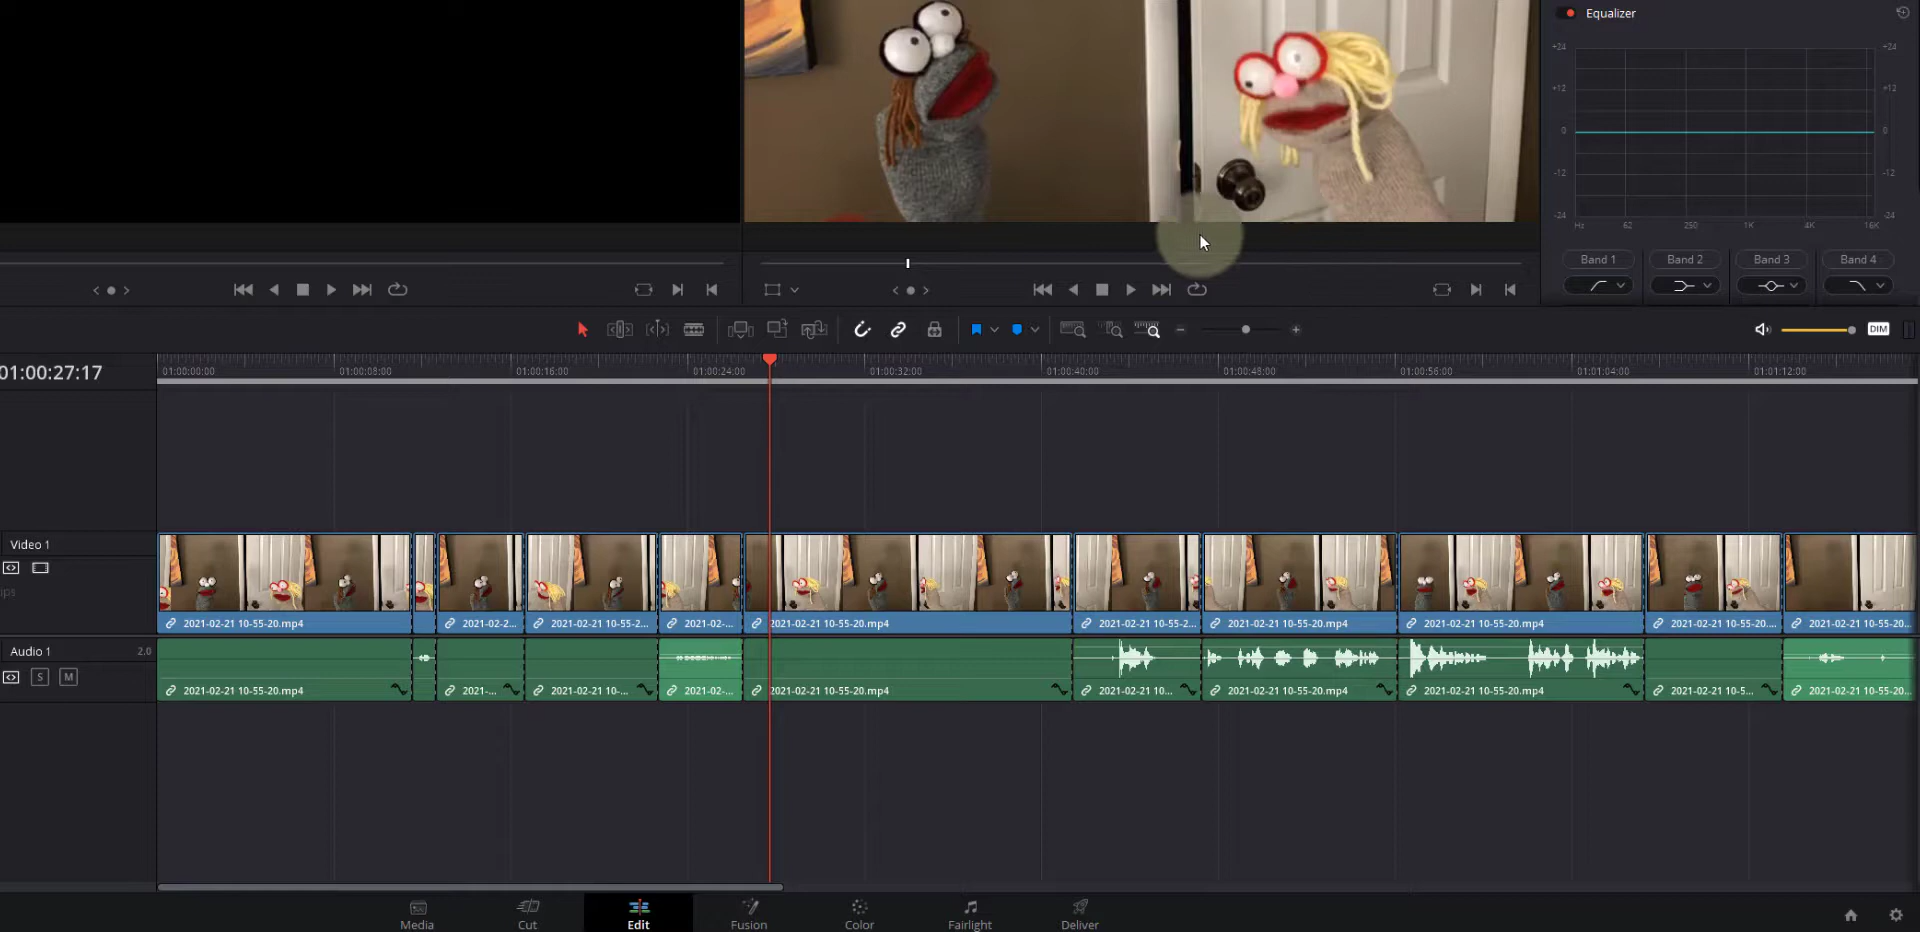 Equalizer
+24 +24
+12 +12
0 0
-12 -12
-24 -24
Hz 62 250 1K 4K 16K
Band 1 Band 2 Band 3 Band 4
DIM
01:00:27:17
01:00:00:00 01:00:08:00 01:00:16:00 01:00:24:00 01:00:32:00 01:00:40:00 01:00:48:00 01:00:56:00 01:01:04:00 01:01:12:00
Video 1
ips
2021-02-21 10-55-20.mp4 2021-02-2... 2021-02-21 10-55-2... 2021-02-... 2021-02-21 10-55-20.mp4 2021-02-21 10-55-2... 2021-02-21 10-55-20.mp4 2021-02-21 10-55-20.mp4 2021-02-21 10-55-20.... 2021-02-21 10-55-20.mp4
Audio 1 2.0
S M
2021-02-21 10-55-20.mp4 2021-... 2021-02-21 10-... 2021-02-... 2021-02-21 10-55-20.mp4 2021-02-21 10... 2021-02-21 10-55-20.mp4 2021-02-21 10-55-20.mp4 2021-02-21 10-5... 2021-02-21 10-55-20...
Media Cut Edit Fusion Color Fairlight Deliver